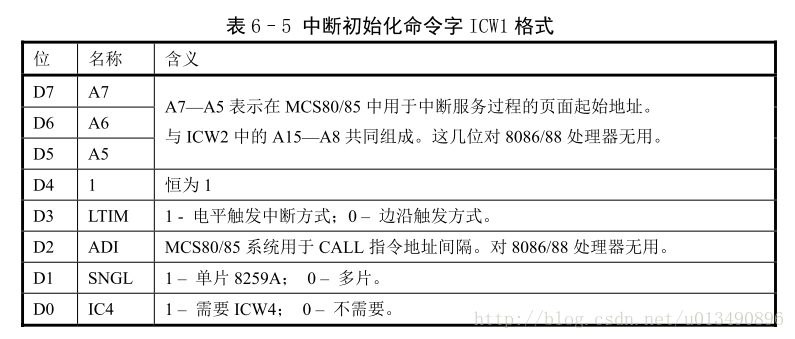 表 6-5 中断初始化命令字 ICW1 格式
位 名称 含义
D7 A7
A7—A5 表示在 MCS80/85 中用于中断服务过程的页面起始地址。
D6 A6
与 ICW2 中的 A15—A8 共同组成。这几位对 8086/88 处理器无用。
D5 A5
D4 1 恒为 1
D3 LTIM 1 - 电平触发中断方式；0 – 边沿触发方式。
D2 ADI MCS80/85 系统用于 CALL 指令地址间隔。对 8086/88 处理器无用。
D1 SNGL 1 – 单片 8259A； 0 – 多片。
D0 IC4 1 – 需要 ICW4； 0 – 不需要。
http://blog.csdn.net/u013490896